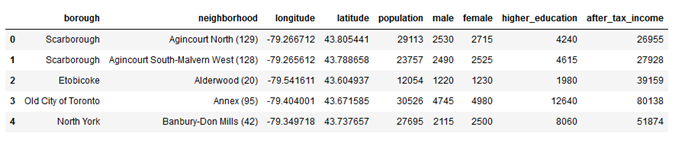 borough neighborhood longitude latitude population male female higher_education after_tax_income
0 Scarborough Agincourt North (129) -79.266712 43.805441 29113 2530 2715 4240 26955
1 Scarborough Agincourt South-Malvern West (128) -79.265612 43.788658 23757 2490 2525 4615 27928
2 Etobicoke Alderwood (20) -79.541611 43.604937 12054 1220 1230 1980 39159
3 Old City of Toronto Annex (95) -79.404001 43.671585 30526 4745 4980 12640 80138
4 North York Banbury-Don Mills (42) -79.349718 43.737657 27695 2115 2500 8060 51874